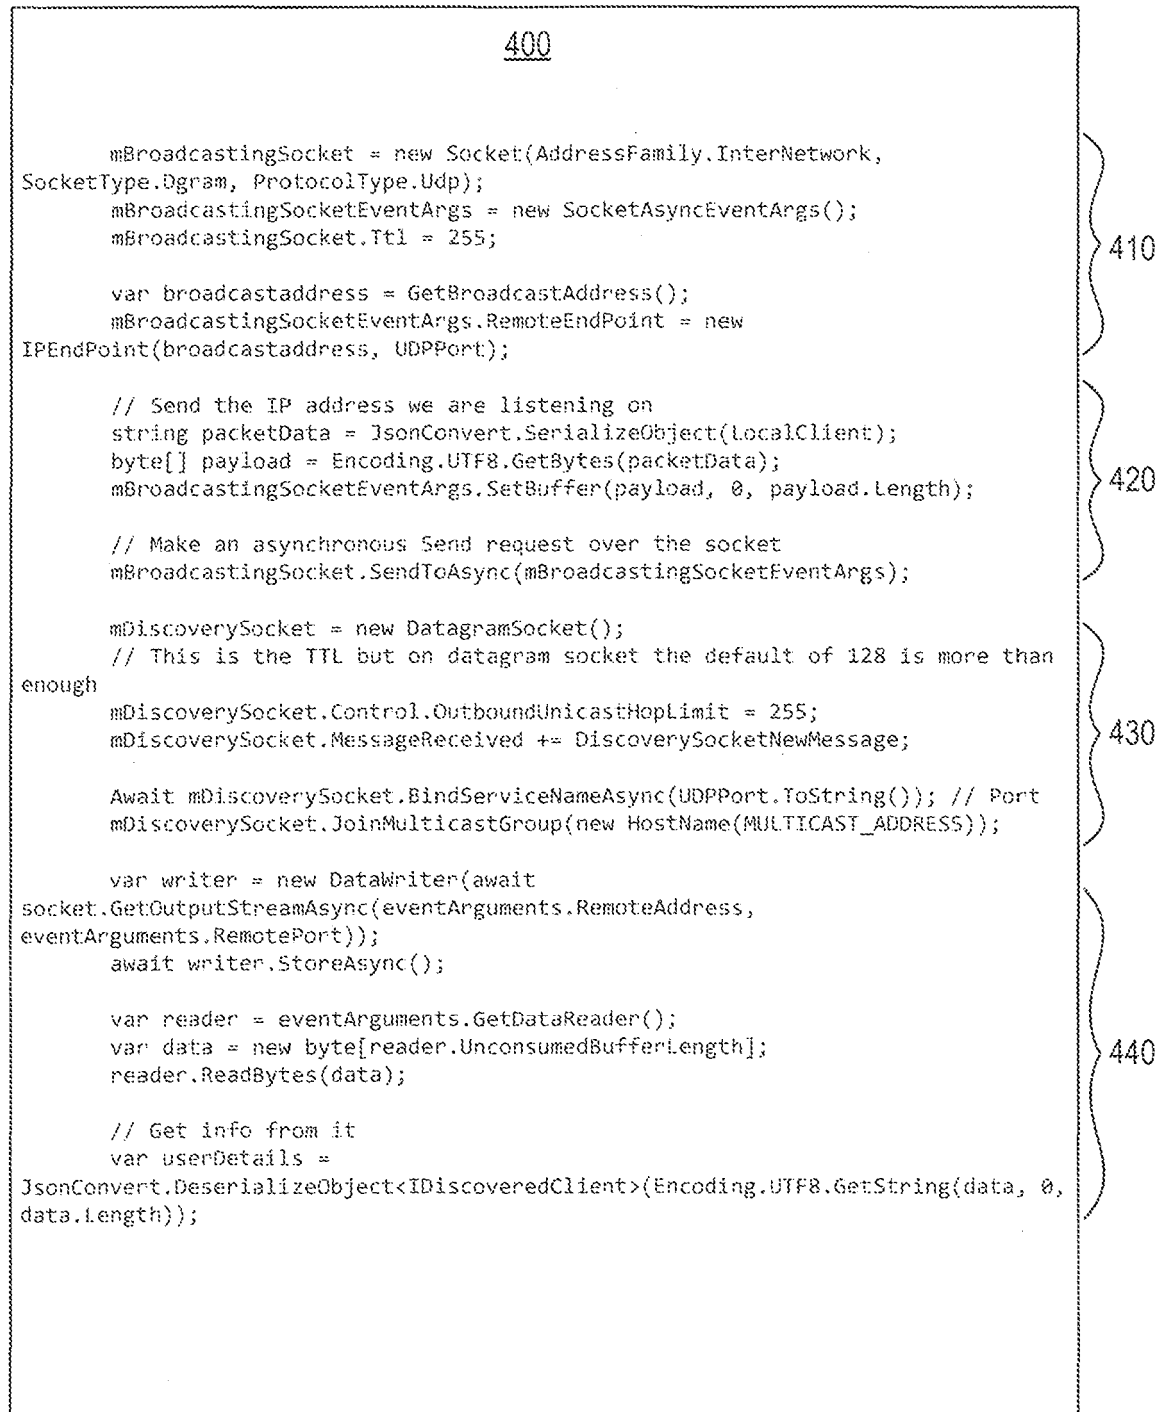 400
mBroadcastingSocket = new Socket(AddressFamily.InterNetwork,
SocketType.Dgram, ProtocolType.Udp);
mBroadcastingSocketEventArgs = new SocketAsyncEventArgs();
mBroadcastingSocket.Ttl = 255;
410
var broadcastaddress = GetBroadcastAddress();
mBroadcastingSocketEventArgs.RemoteEndPoint = new
IPEndPoint(broadcastaddress, UDPPort);
// Send the IP address we are listening on
string packetData = JsonConvert.SerializeObject(LocalClient);
byte[] payload = Encoding.UTF8.GetBytes(packetData);
mBroadcastingSocketEventArgs.SetBuffer(payload, 0, payload.Length);
420
// Make an asynchronous Send request over the socket
mBroadcastingSocket.SendToAsync(mBroadcastingSocketEventArgs);
mDiscoverySocket = new DatagramSocket();
// This is the TTL but on datagram socket the default of 128 is more than
enough
mDiscoverySocket.Control.OutboundUnicastHopLimit = 255;
mDiscoverySocket.MessageReceived += DiscoverySocketNewMessage;
430
Await mDiscoverySocket.BindServiceNameAsync(UDPPort.ToString()); // Port
mDiscoverySocket.JoinMulticastGroup(new HostName(MULTICAST_ADDRESS));
var writer = new DataWriter(await
socket.GetOutputStreamAsync(eventArguments.RemoteAddress,
eventArguments.RemotePort));
await writer.StoreAsync();
var reader = eventArguments.GetDataReader();
var data = new byte[reader.UnconsumedBufferLength];
440
reader.ReadBytes(data);
// Get info from it
var userDetails =
JsonConvert.DeserializeObject<IDiscoveredClient>(Encoding.UTF8.GetString(data, 0,
data.Length));